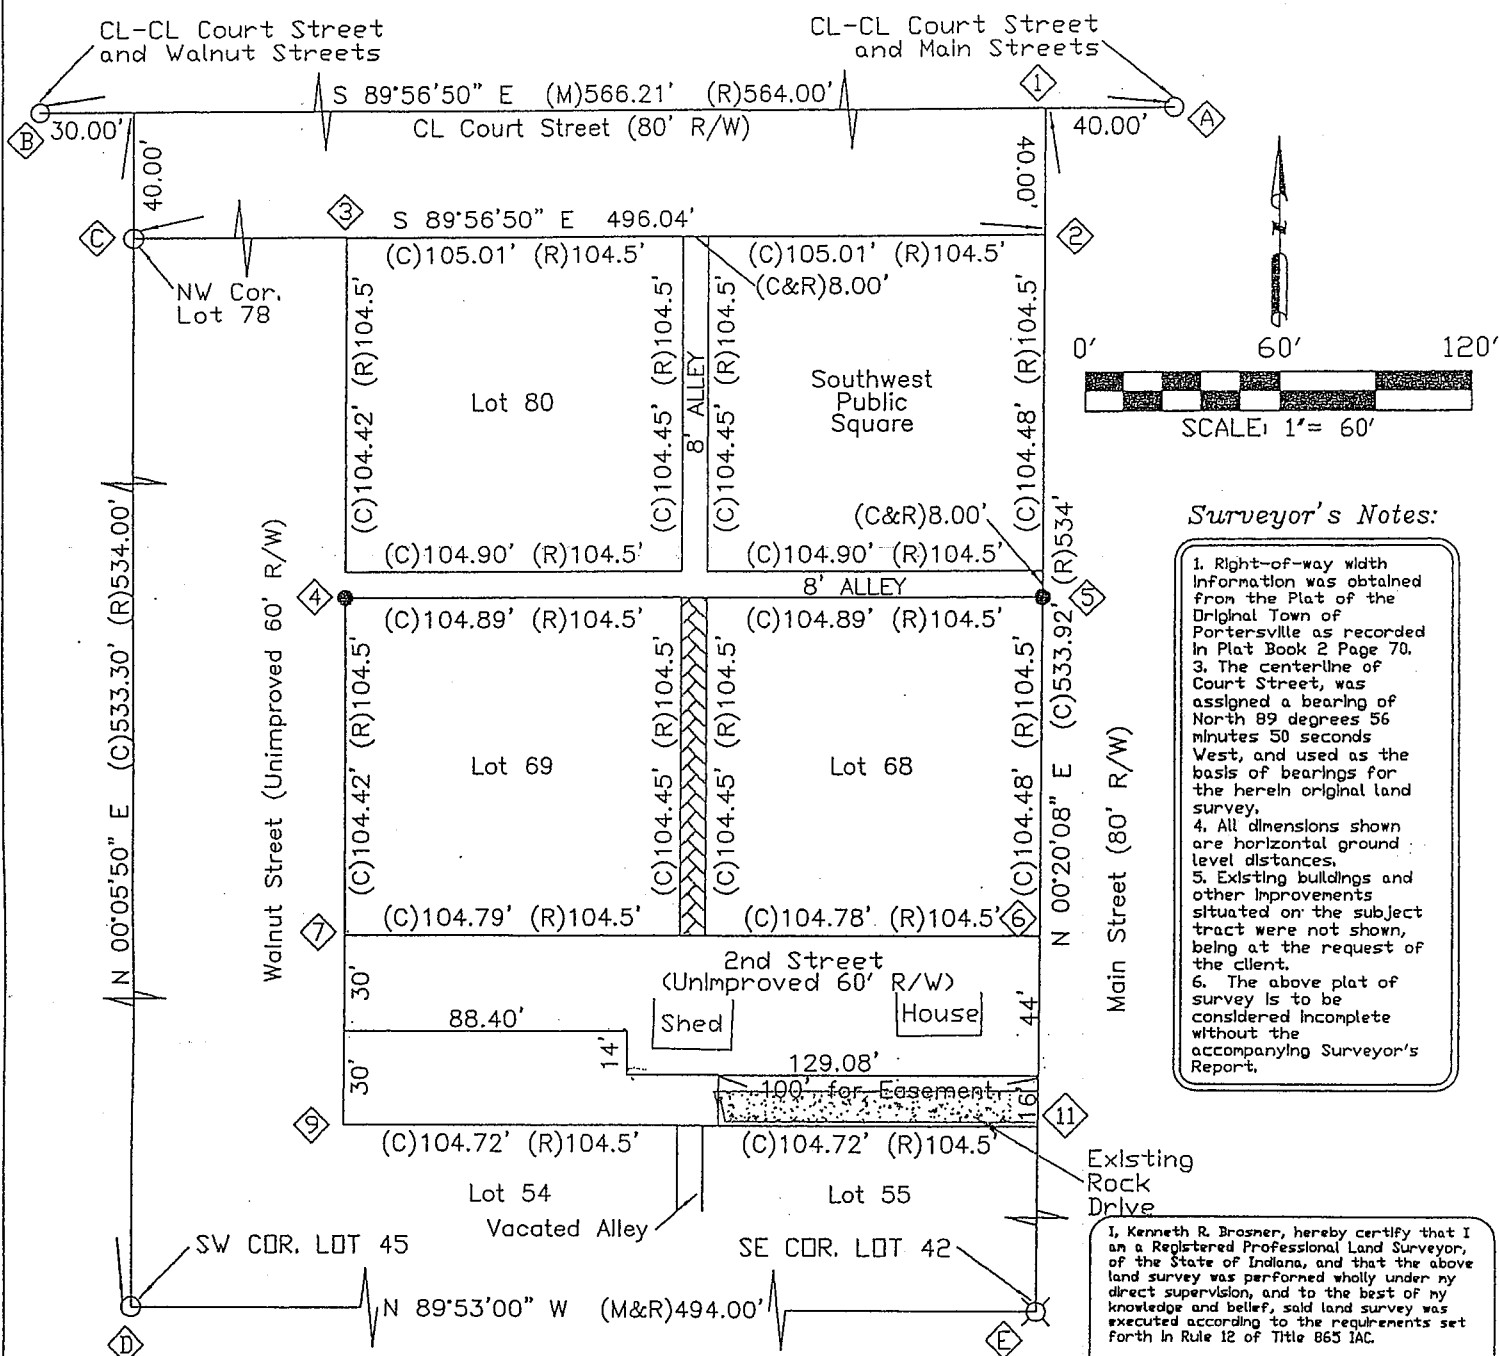 CL-CL Court Street
and Walnut Streets
CL-CL Court Street
and Main Streets
S 89°56'50" E (M)566.21' (R)564.00'
1
B
30.00'
CL Court Street (80' R/W)
40.00'
A
40.00'
40.00'
3
S 89°56'50" E 496.04'
C
2
(C)105.01' (R)104.5'
(C)105.01' (R)104.5'
(C&R)8.00'
NW Cor.
Lot 78
N
(C)104.42' (R)104.5'
(C)104.45' (R)104.5'
8' ALLEY
(C)104.45' (R)104.5'
(C)104.48' (R)104.5'
Lot 80
Southwest
Public
Square
0' 60' 120'
SCALE: 1"= 60'
(C&R)8.00'
(C)104.90' (R)104.5'
(C)104.90' (R)104.5'
8' ALLEY
4
5
(C)104.89' (R)104.5'
(C)104.89' (R)104.5'
N 00°05'50" E (C)533.30' (R)534.00'
Walnut Street (Unimproved 60' R/W)
(C)104.42' (R)104.5'
(C)104.45' (R)104.5'
(C)104.45' (R)104.5'
(C)104.48' (R)104.5'
N 00°20'08" E (C)533.92' (R)534'
Main Street (80' R/W)
Lot 69
Lot 68
(C)104.79' (R)104.5'
(C)104.78' (R)104.5'
6
7
2nd Street
(Unimproved 60' R/W)
30'
88.40'
Shed
House
44'
14'
129.08'
30'
100' for Easement
16'
9
11
(C)104.72' (R)104.5'
(C)104.72' (R)104.5'
Existing
Rock
Drive
Lot 54
Lot 55
Vacated Alley
SW COR. LOT 45
SE COR. LOT 42
N 89°53'00" W (M&R)494.00'
D
E
Surveyor's Notes:
1. Right-of-way width
information was obtained
from the Plat of the
Original Town of
Portersville as recorded
in Plat Book 2 Page 70.
3. The centerline of
Court Street, was
assigned a bearing of
North 89 degrees 56
minutes 50 seconds
West, and used as the
basis of bearings for
the herein original land
survey.
4. All dimensions shown
are horizontal ground
level distances.
5. Existing buildings and
other improvements
situated on the subject
tract were not shown,
being at the request of
the client.
6. The above plat of
survey is to be
considered incomplete
without the
accompanying Surveyor's
Report.
I, Kenneth R. Brosmer, hereby certify that I
am a Registered Professional Land Surveyor,
of the State of Indiana, and that the above
land survey was performed wholly under my
direct supervision, and to the best of my
knowledge and belief, said land survey was
executed according to the requirements set
forth in Rule 12 of Title 865 IAC.